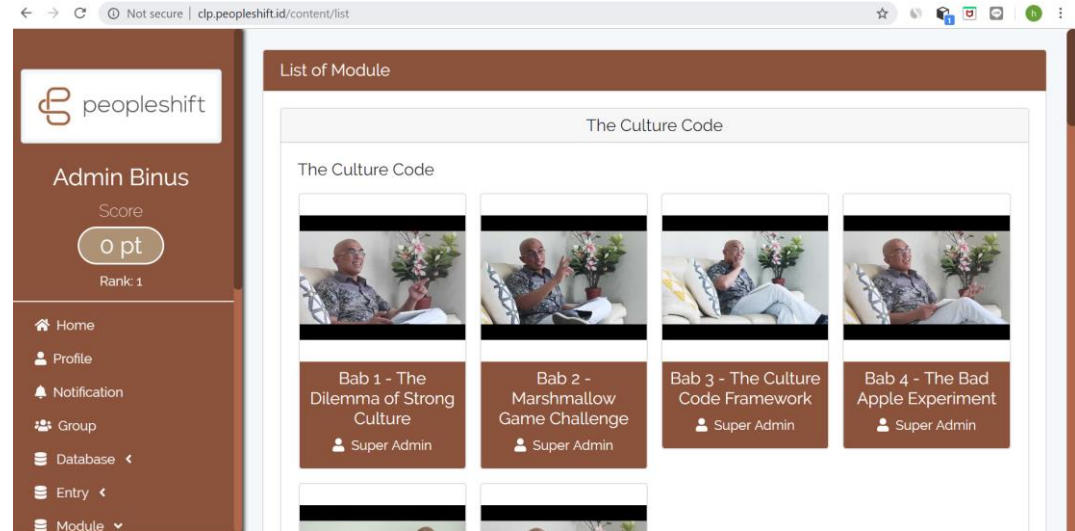 Not secure | clp.peopleshift.id/content/list
1
h
peopleshift
Admin Binus
Score
0 pt
Rank: 1
Home
Profile
Notification
Group
Database
Entry
Module
List of Module
The Culture Code
The Culture Code
Bab 1 - The
Dilemma of Strong
Culture
Super Admin
Bab 2 -
Marshmallow
Game Challenge
Super Admin
Bab 3 - The Culture
Code Framework
Super Admin
Bab 4 - The Bad
Apple Experiment
Super Admin